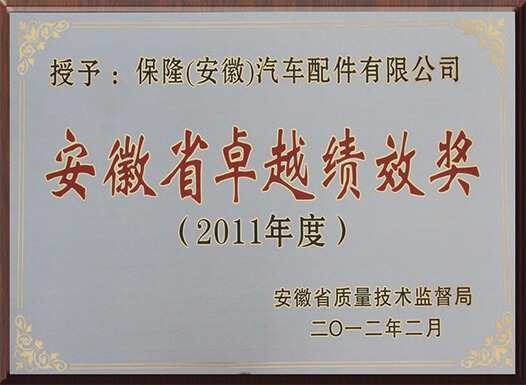 授予：保隆(安徽)汽车配件有限公司
安徽省卓越绩效奖
（2011年度）
安徽省质量技术监督局
二〇一二年二月